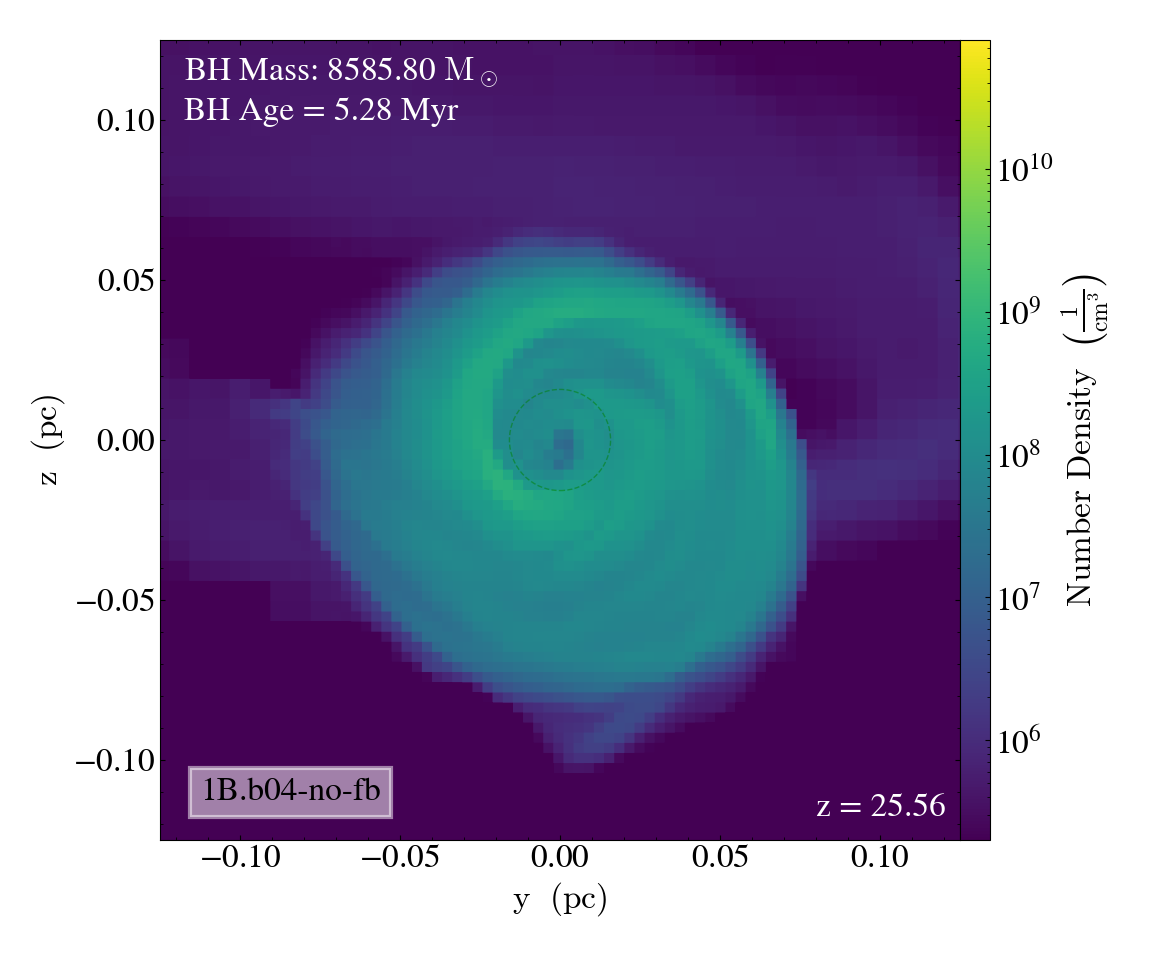 BH Mass: 8585.80 M⊙
BH Age = 5.28 Myr
0.10
0.05
0.00
−0.05
−0.10
z (pc)
1B.b04-no-fb
z = 25.56
−0.10 −0.05 0.00 0.05 0.10
y (pc)
10^10
10^9
10^8
10^7
10^6
Number Density (1/cm^3)